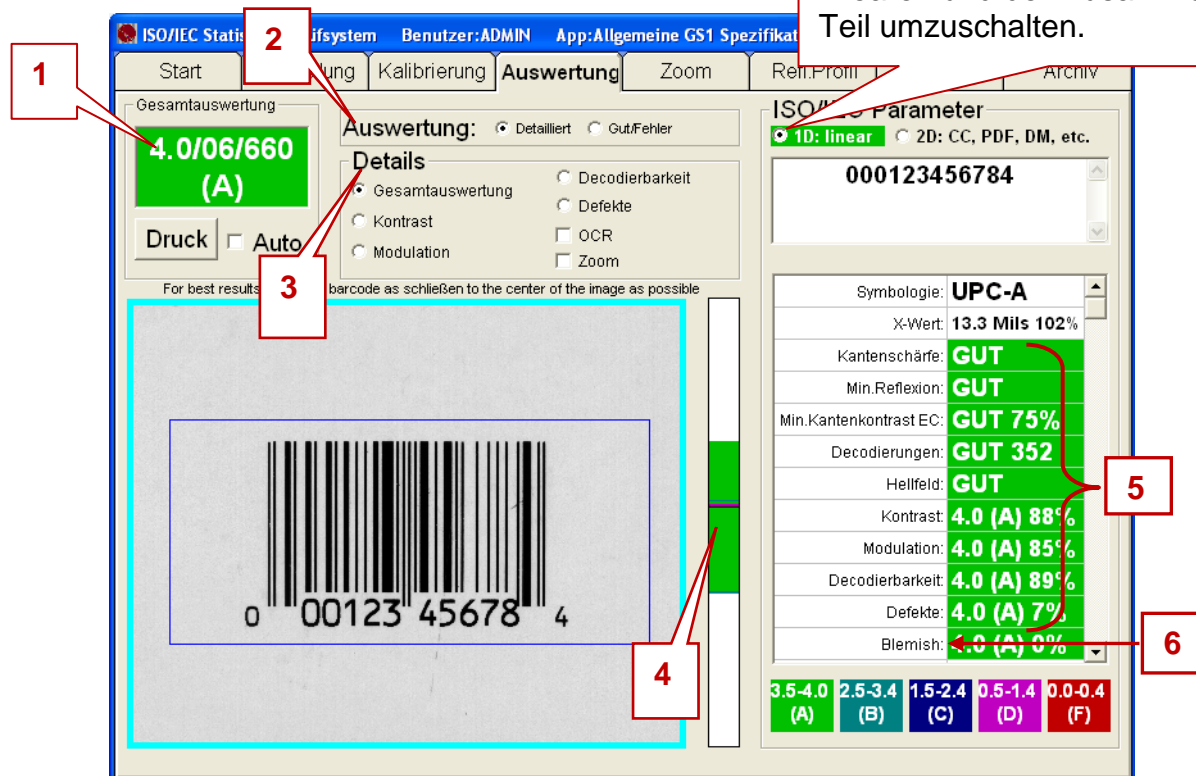 Teil umzuschalten.
ISO/IEC Benutzer:ADMIN App:Allgemeine GS1
1
2
Start Kalibrierung Auswertung Zoom Archiv
Gesamtauswertung
4.0/06/660
(A)
Druck Auto
Auswertung: Detailliert Gut/Fehler
Details
Gesamtauswertung
Kontrast
Modulation
Decodierbarkeit
Defekte
OCR
Zoom
3
For best results barcode as schließen to the center of the image as possible
0 00123 45678 4
4
ISO/IEC Parameter
1D: linear 2D: CC, PDF, DM, etc.
000123456784
Symbologie: UPC-A
X-Wert: 13.3 Mils 102%
Kantenschärfe: GUT
Min.Reflexion: GUT
Min.Kantenkontrast EC: GUT 75%
Decodierungen: GUT 352
Hellfeld: GUT
Kontrast: 4.0 (A) 88%
Modulation: 4.0 (A) 85%
Decodierbarkeit: 4.0 (A) 89%
Defekte: 4.0 (A) 7%
Blemish: 4.0 (A) 0%
5
6
3.5-4.0 2.5-3.4 1.5-2.4 0.5-1.4 0.0-0.4
(A) (B) (C) (D) (F)